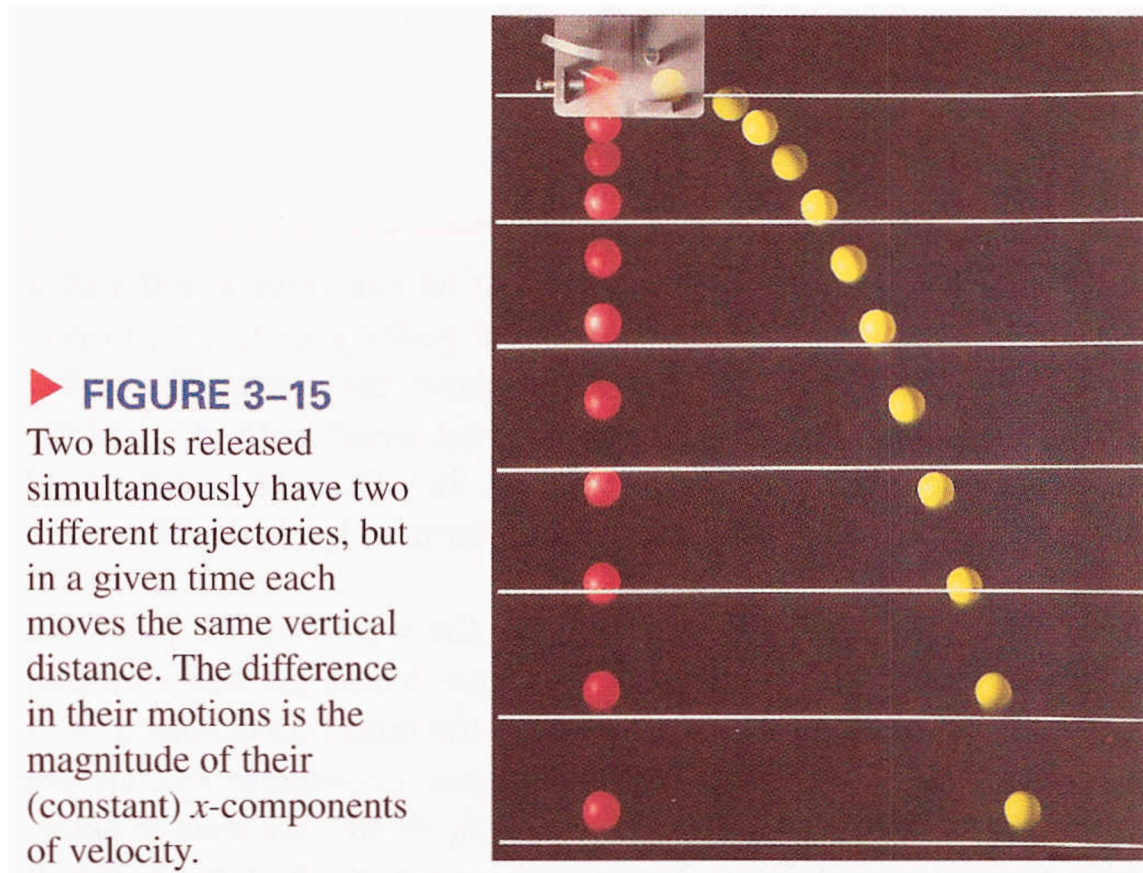 FIGURE 3–15
Two balls released
simultaneously have two
different trajectories, but
in a given time each
moves the same vertical
distance. The difference
in their motions is the
magnitude of their
(constant) x-components
of velocity.